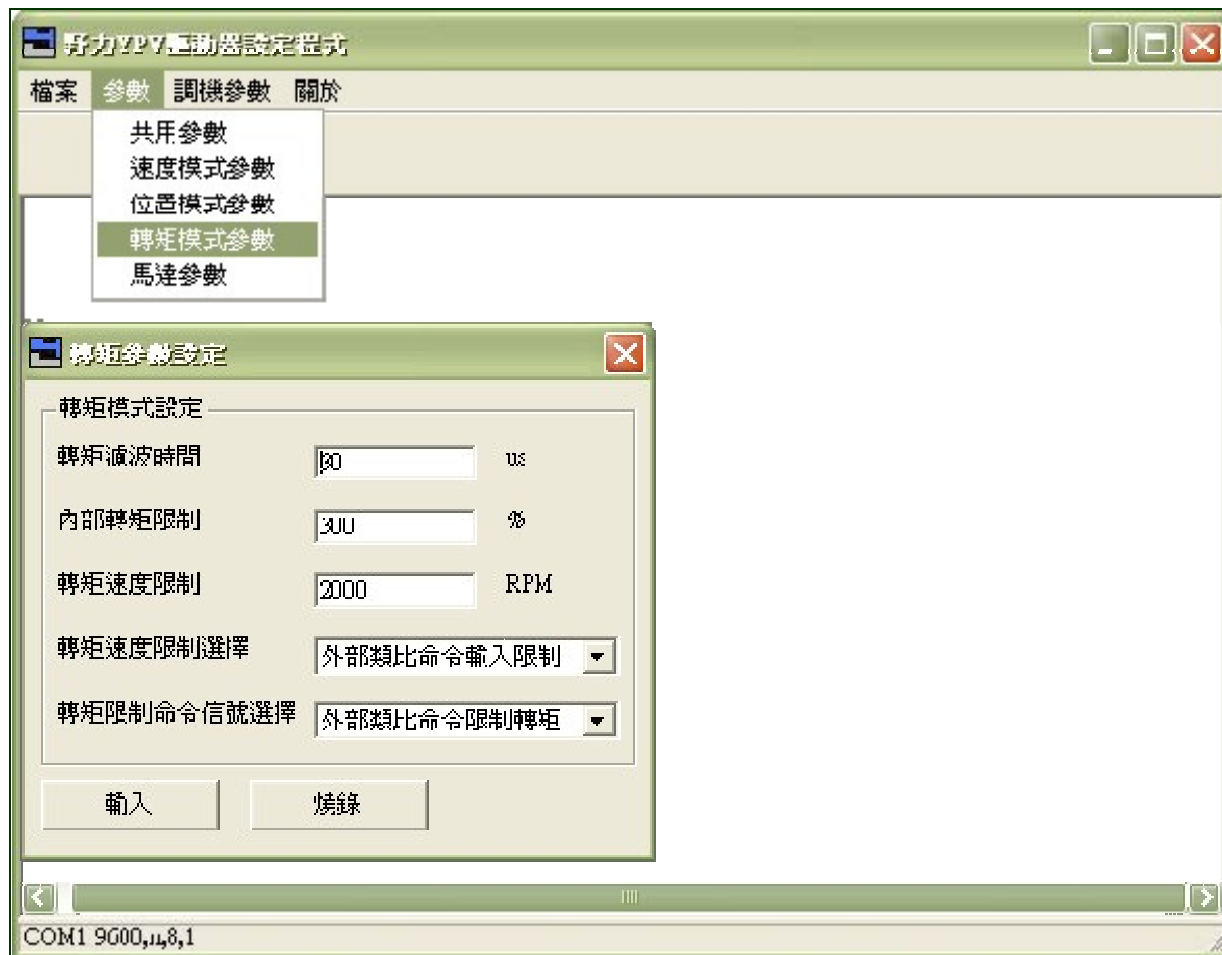 野力YPV驅動器設定程式
檔案 參數 調機參數 關於
共用參數
速度模式參數
位置模式參數
轉矩模式參數
馬達參數
轉矩參數設定
轉矩模式設定
轉矩濾波時間 us
內部轉矩限制 300 %
轉矩速度限制 2000 RPM
轉矩速度限制選擇 外部類比命令輸入限制
轉矩限制命令信號選擇 外部類比命令限制轉矩
輸入 燒錄
COM1 9600,n,8,1